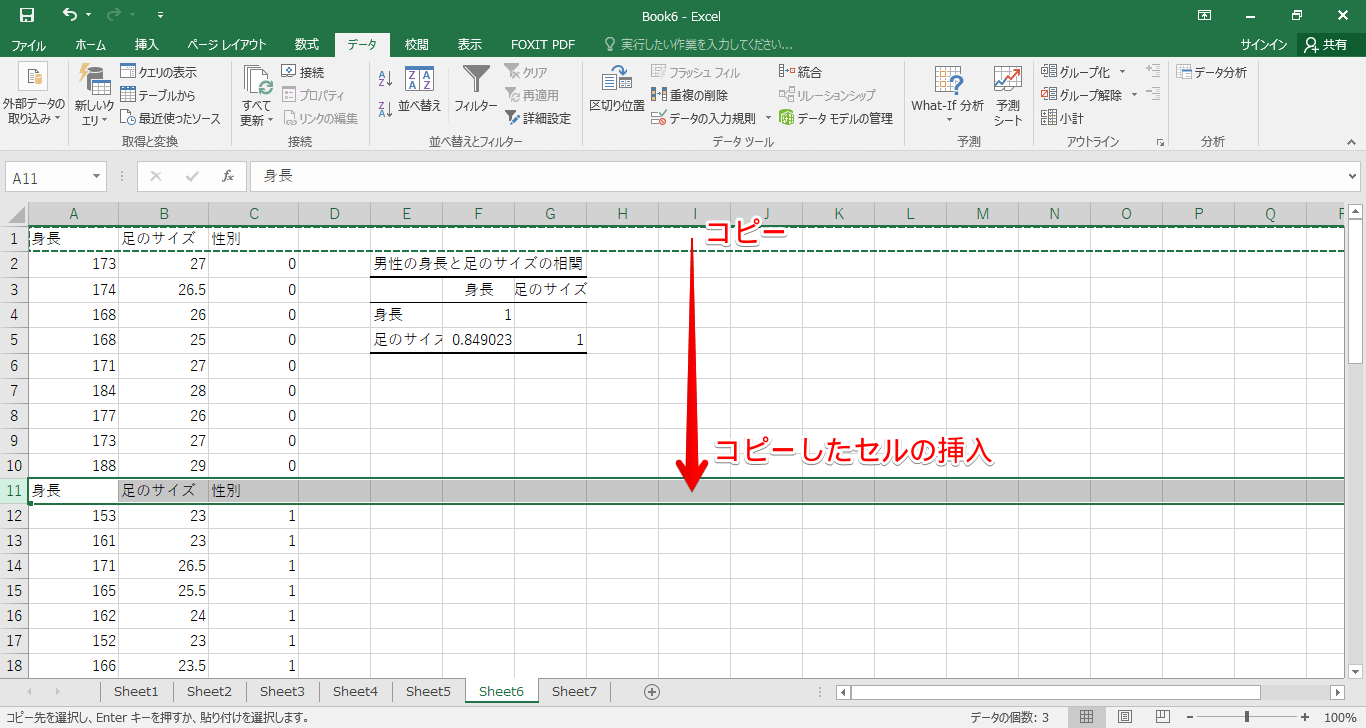 Book6 - Excel
ファイル ホーム 挿入 ページ レイアウト 数式 データ 校閲 表示 FOXIT PDF 実行したい作業を入力してください... サインイン 共有
外部データの取り込み
新しいクエリ
クエリの表示
テーブルから
最近使ったソース
取得と変換
すべて更新
接続
プロパティ
リンクの編集
接続
並べ替え
フィルター
クリア
再適用
詳細設定
並べ替えとフィルター
区切り位置
フラッシュ フィル
重複の削除
データの入力規則
統合
リレーションシップ
データ モデルの管理
データ ツール
What-If 分析
予測シート
予測
グループ化
グループ解除
小計
アウトライン
データ分析
分析
A11 fx 身長
A B C D E F G H I J K L M N O P Q R
コピー
1 身長 足のサイズ 性別
2 173 27 0 男性の身長と足のサイズの相関
3 174 26.5 0 身長 足のサイズ
4 168 26 0 身長 1
5 168 25 0 足のサイズ 0.849023 1
6 171 27 0
7 184 28 0
8 177 26 0
9 173 27 0
コピーしたセルの挿入
10 188 29 0
11 身長 足のサイズ 性別
12 153 23 1
13 161 23 1
14 171 26.5 1
15 165 25.5 1
16 162 24 1
17 152 23 1
18 166 23.5 1
Sheet1 Sheet2 Sheet3 Sheet4 Sheet5 Sheet6 Sheet7
コピー先を選択し、Enter キーを押すか、貼り付けを選択します。 データの個数: 3 100%